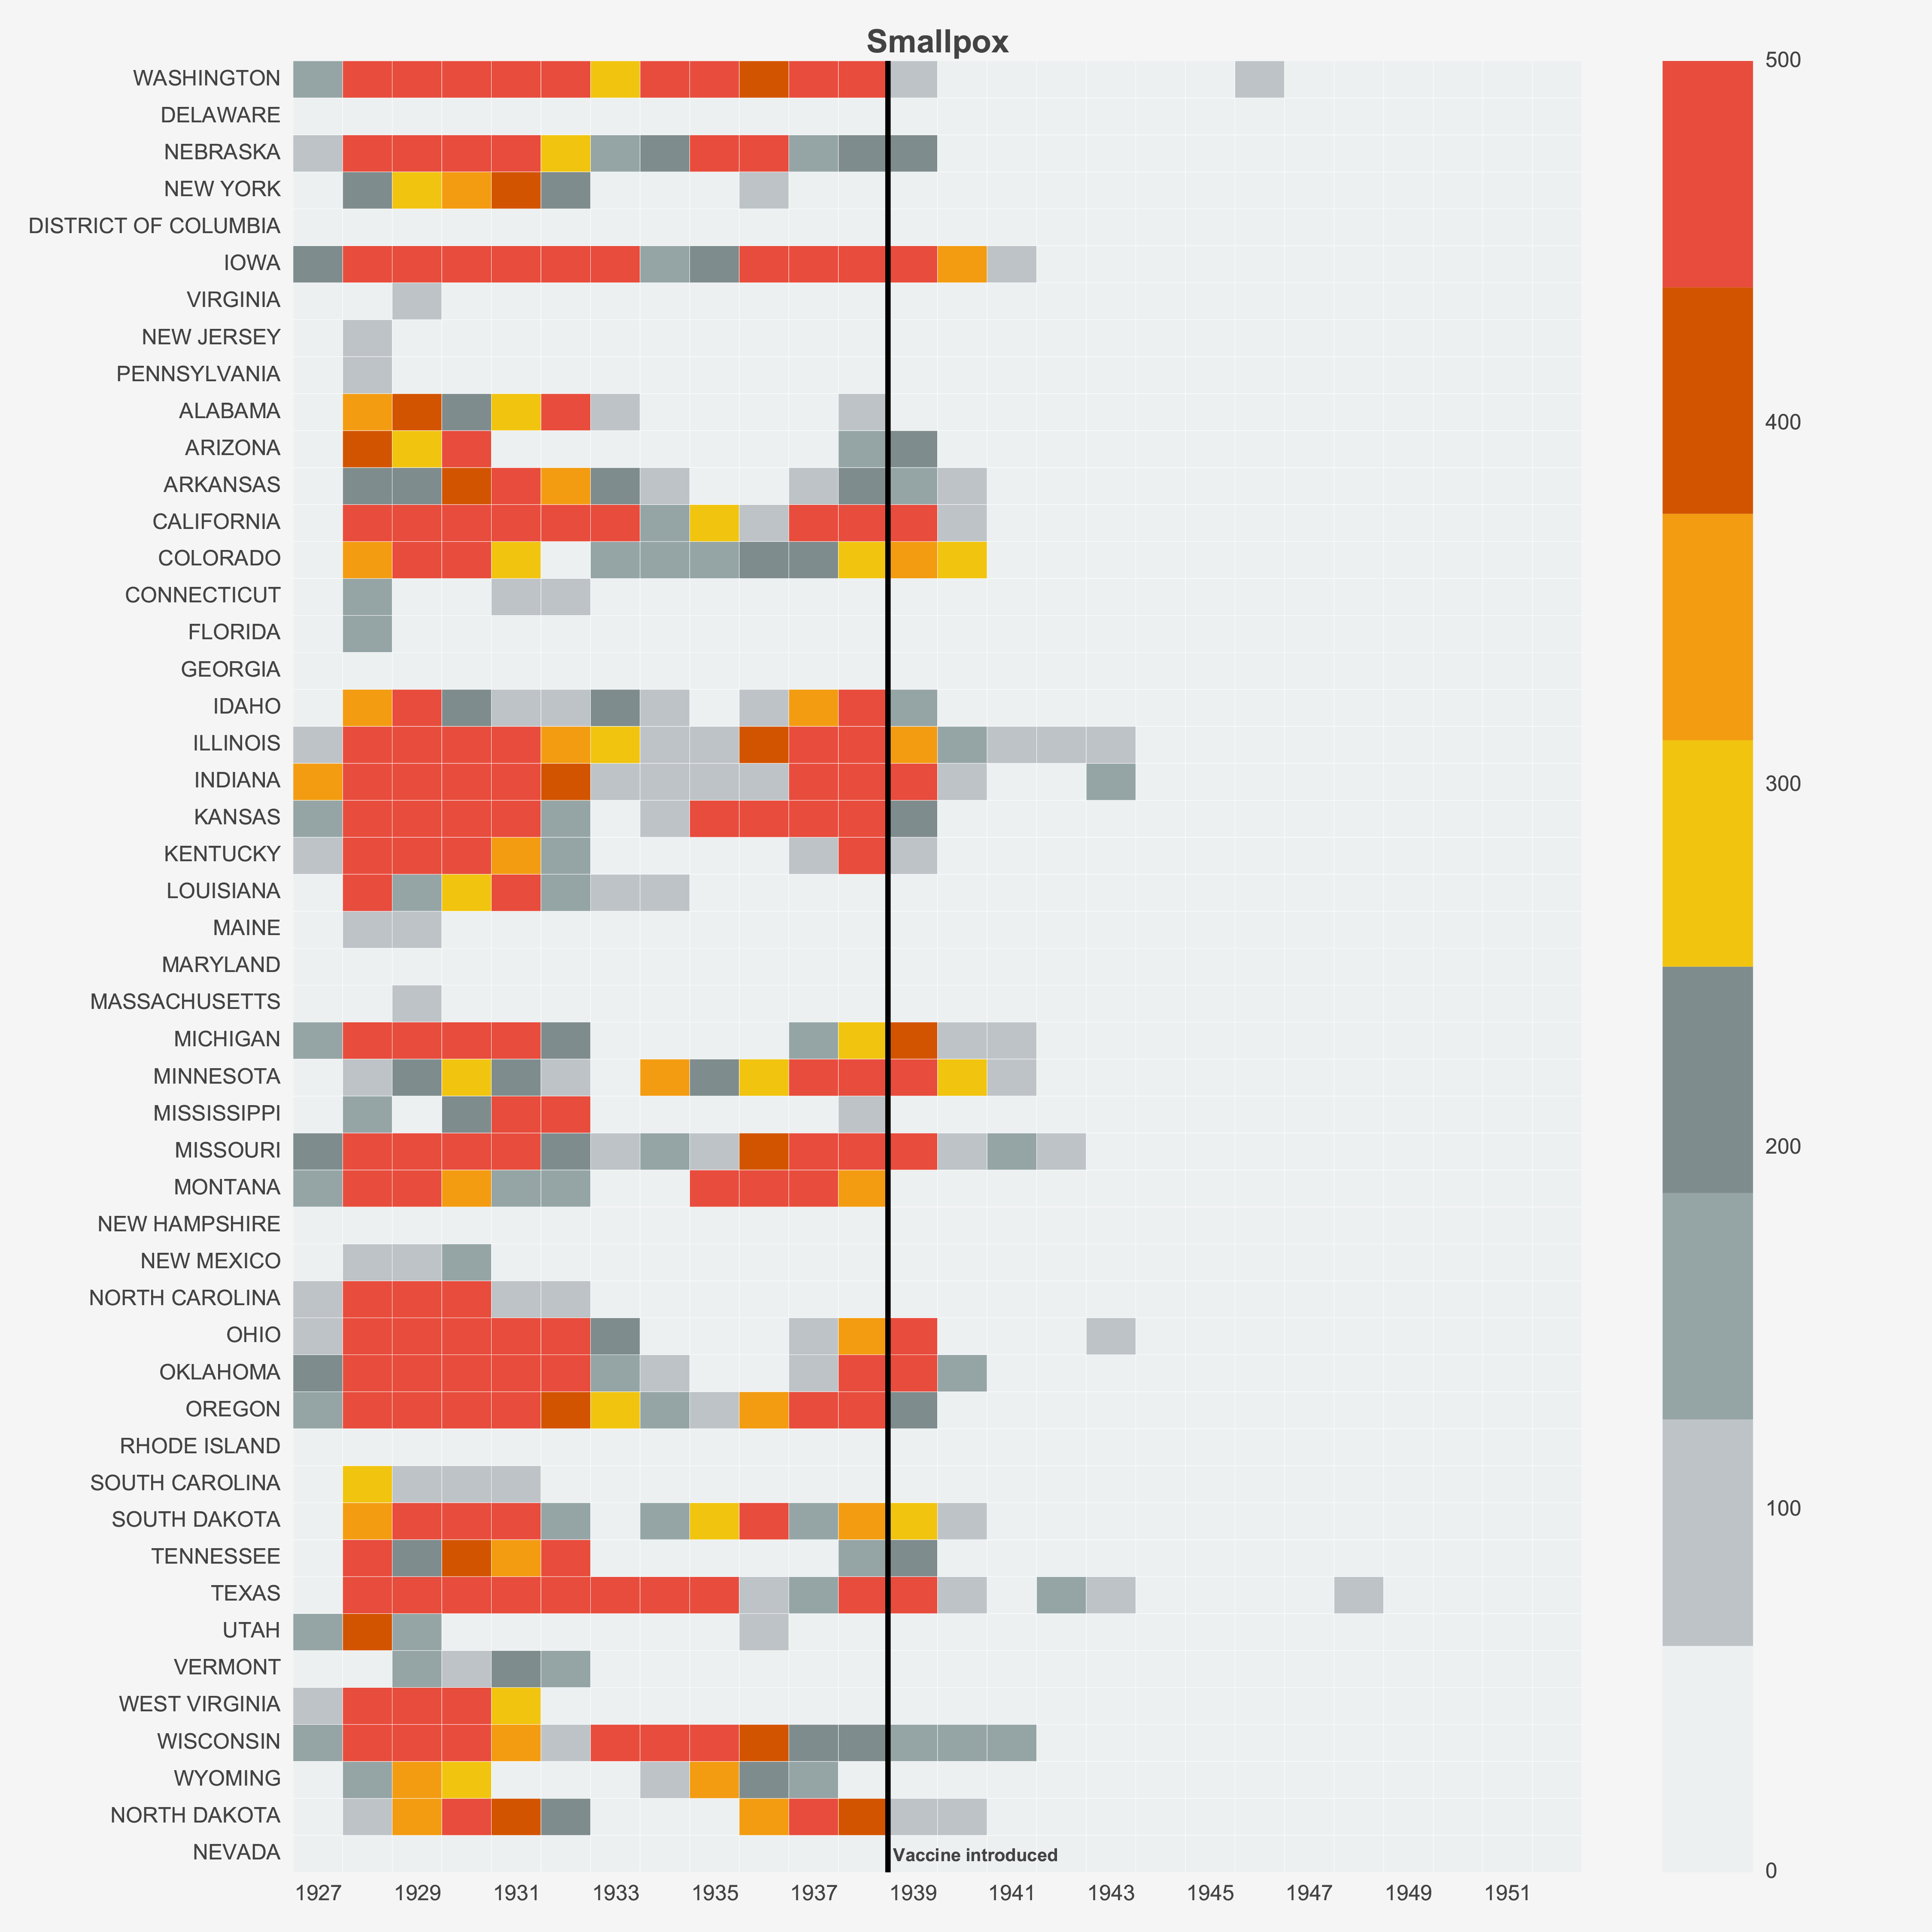 Smallpox
WASHINGTON
DELAWARE
NEBRASKA
NEW YORK
DISTRICT OF COLUMBIA
IOWA
VIRGINIA
NEW JERSEY
PENNSYLVANIA
ALABAMA
ARIZONA
ARKANSAS
CALIFORNIA
COLORADO
CONNECTICUT
FLORIDA
GEORGIA
IDAHO
ILLINOIS
INDIANA
KANSAS
KENTUCKY
LOUISIANA
MAINE
MARYLAND
MASSACHUSETTS
MICHIGAN
MINNESOTA
MISSISSIPPI
MISSOURI
MONTANA
NEW HAMPSHIRE
NEW MEXICO
NORTH CAROLINA
OHIO
OKLAHOMA
OREGON
RHODE ISLAND
SOUTH CAROLINA
SOUTH DAKOTA
TENNESSEE
TEXAS
UTAH
VERMONT
WEST VIRGINIA
WISCONSIN
WYOMING
NORTH DAKOTA
NEVADA
Vaccine introduced
1927 1929 1931 1933 1935 1937 1939 1941 1943 1945 1947 1949 1951
500
400
300
200
100
0